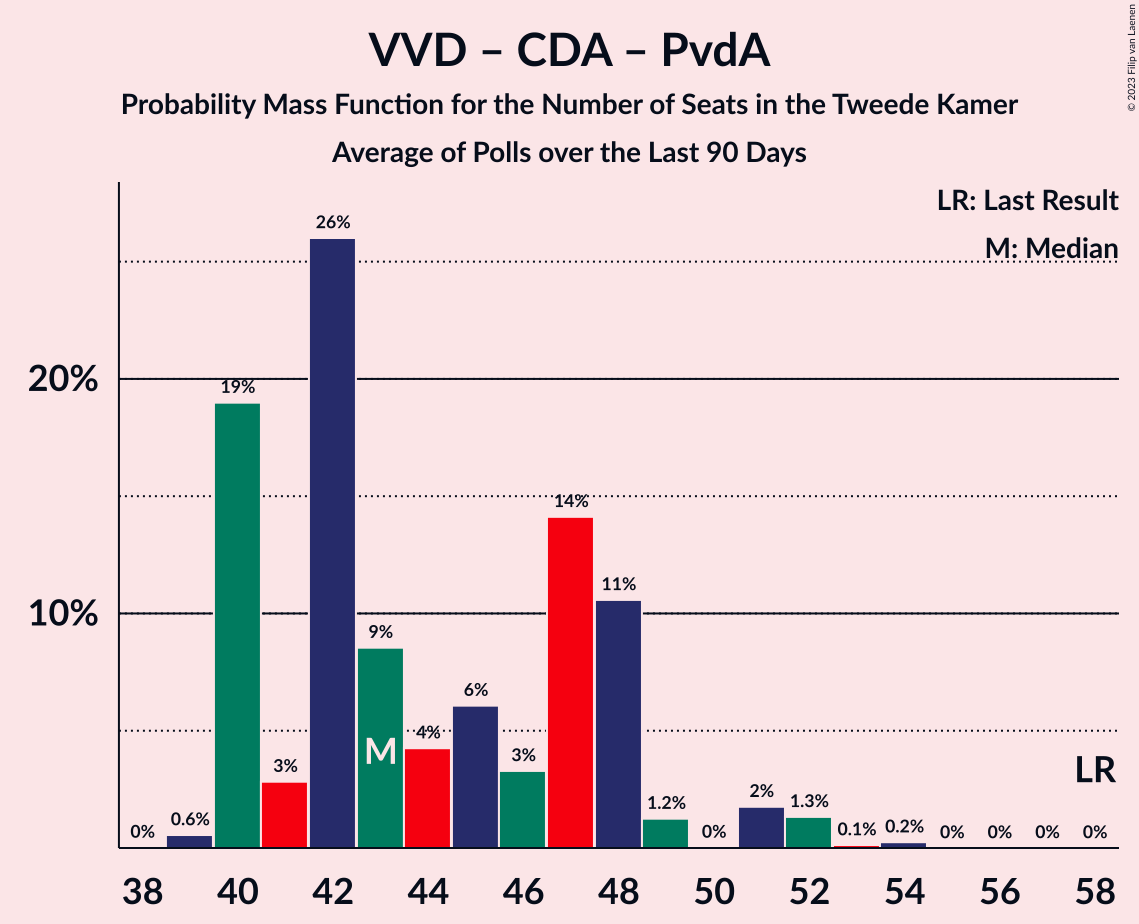 VVD – CDA – PvdA
Probability Mass Function for the Number of Seats in the Tweede Kamer
Average of Polls over the Last 90 Days
© 2023 Filip van Laenen
LR: Last Result
M: Median
20%
10%
0%
0.6%
19%
3%
26%
9%
4%
6%
3%
14%
11%
1.2%
0%
2%
1.3%
0.1%
0.2%
0%
0%
0%
0%
M
LR
38 40 42 44 46 48 50 52 54 56 58